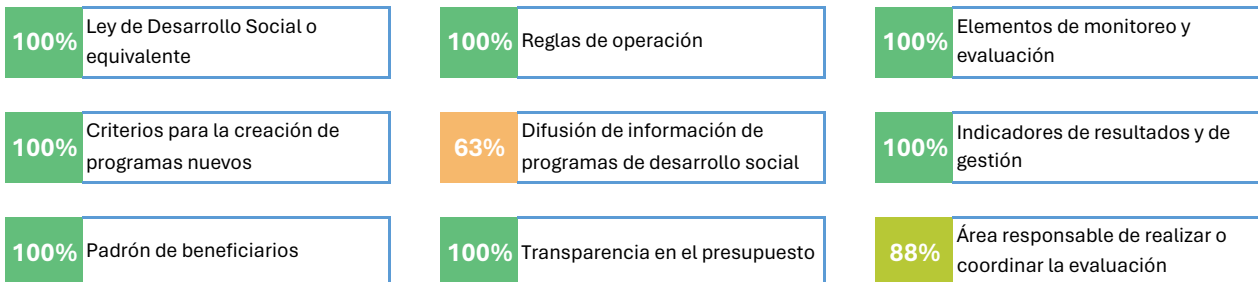 100% Ley de Desarrollo Social o
equivalente
100% Reglas de operación
100% Elementos de monitoreo y
evaluación
100% Criterios para la creación de
programas nuevos
63% Difusión de información de
programas de desarrollo social
100% Indicadores de resultados y de
gestión
100% Padrón de beneficiarios
100% Transparencia en el presupuesto
88% Área responsable de realizar o
coordinar la evaluación